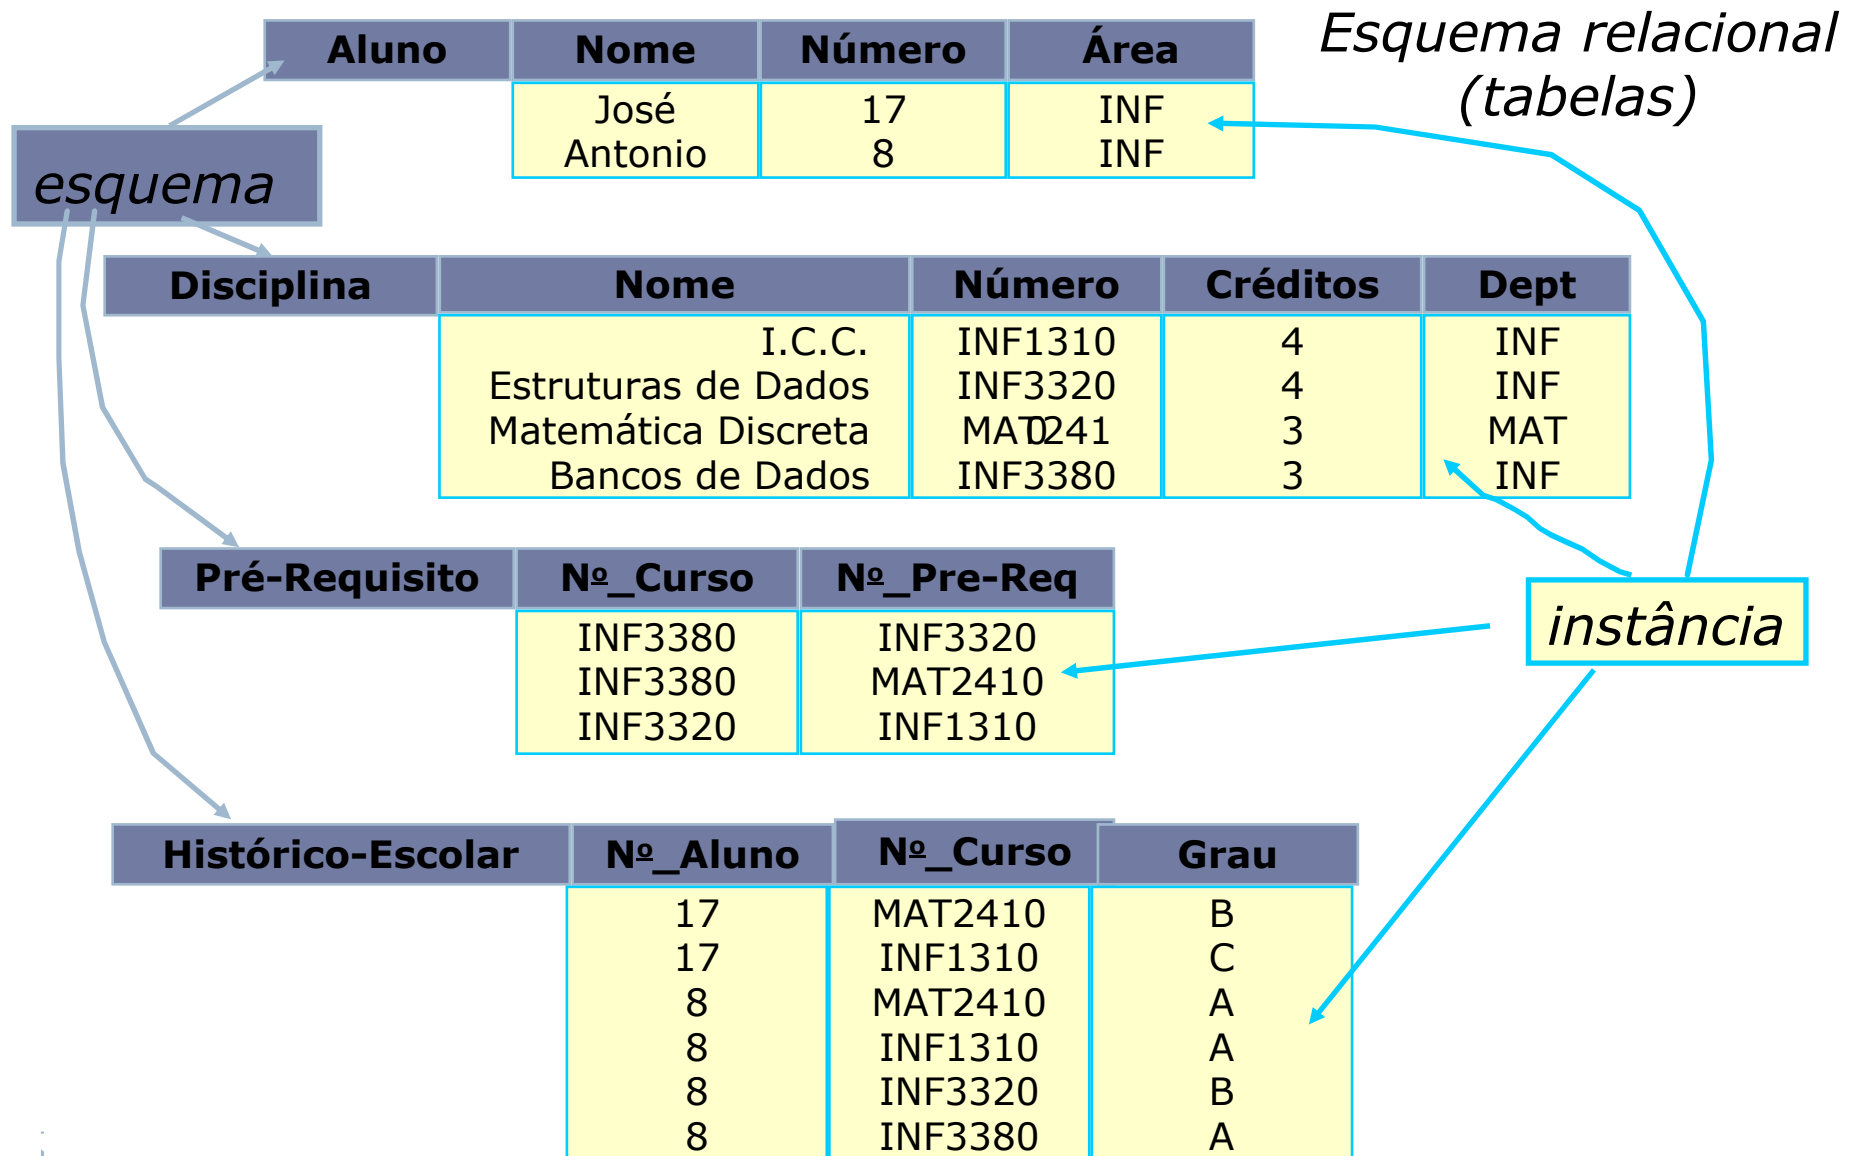 Esquema relacional
(tabelas)
Aluno Nome Número Área
José 17 INF
Antonio 8 INF
esquema
Disciplina Nome Número Créditos Dept
I.C.C. INF1310 4 INF
Estruturas de Dados INF3320 4 INF
Matemática Discreta 3 MAT
Bancos de Dados INF3380 3 INF
Pré-Requisito Nº_Curso Nº_Pre-Req
INF3380 INF3320
INF3380 MAT2410
INF3320 INF1310
instância
Histórico-Escolar Nº_Aluno Nº_Curso Grau
17 MAT2410 B
17 INF1310 C
8 MAT2410 A
8 INF1310 A
8 INF3320 B
8 INF3380 A